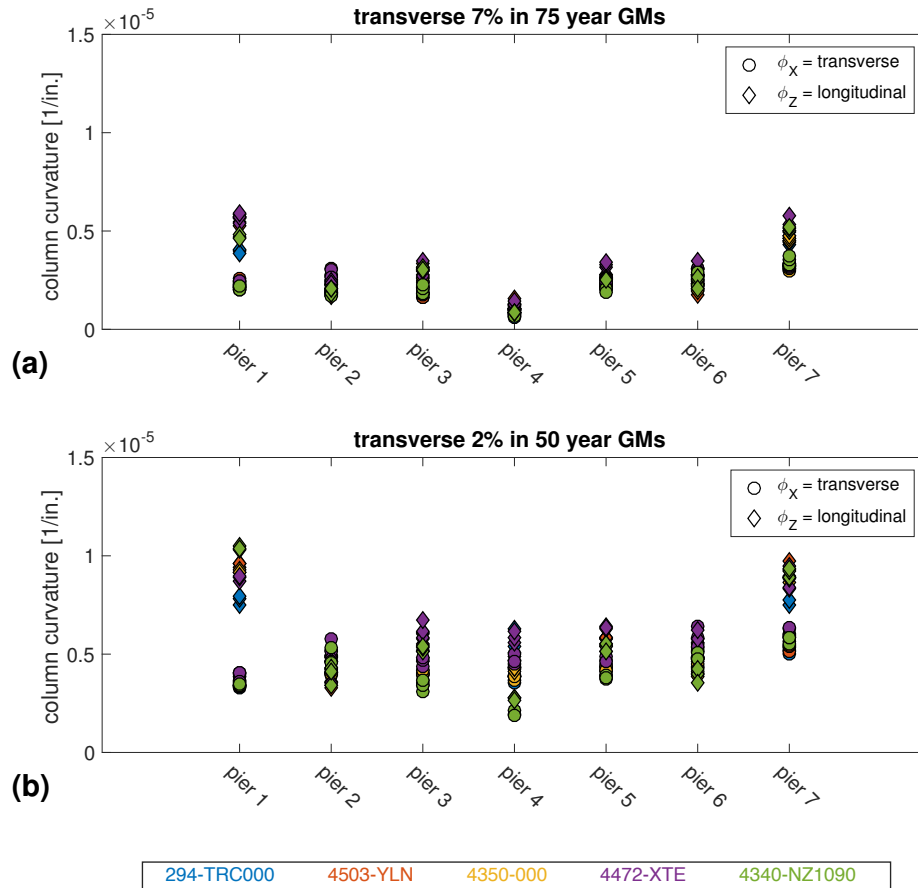 transverse 7% in 75 year GMs
×10^-5
1.5
1
0.5
0
column curvature [1/in.]
ϕ_X = transverse
ϕ_Z = longitudinal
pier 1
pier 2
pier 3
pier 4
pier 5
pier 6
pier 7
(a)
transverse 2% in 50 year GMs
×10^-5
1.5
1
0.5
0
column curvature [1/in.]
ϕ_X = transverse
ϕ_Z = longitudinal
pier 1
pier 2
pier 3
pier 4
pier 5
pier 6
pier 7
(b)
294-TRC000 4503-YLN 4350-000 4472-XTE 4340-NZ1090